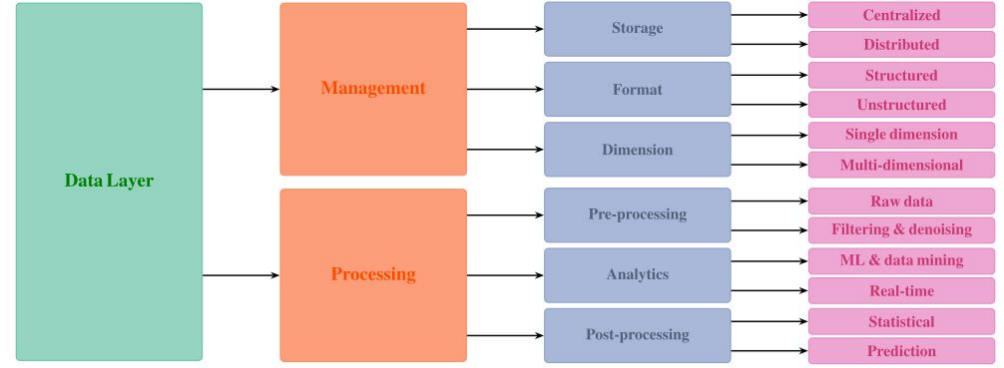 Data Layer
Management
Storage
Centralized
Distributed
Format
Structured
Unstructured
Dimension
Single dimension
Multi-dimensional
Processing
Pre-processing
Raw data
Filtering & denoising
Analytics
ML & data mining
Real-time
Post-processing
Statistical
Prediction